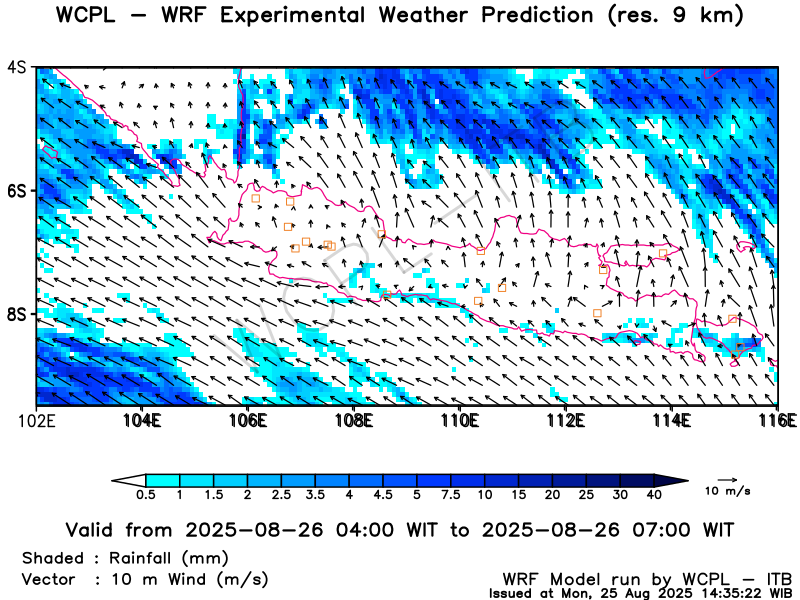 WCPL – WRF Experimental Weather Prediction (res. 9 km)
4S
6S
8S
102E 104E 106E 108E 110E 112E 114E 116E
WCPL-ITB
0.5 1 1.5 2 2.5 3.5 4 4.5 5 7.5 10 15 20 25 30 40
10 m/s
Valid from 2025-08-26 04:00 WIT to 2025-08-26 07:00 WIT
Shaded : Rainfall (mm)
Vector : 10 m Wind (m/s)
WRF Model run by WCPL – ITB
Issued at Mon, 25 Aug 2025 14:35:22 WIB